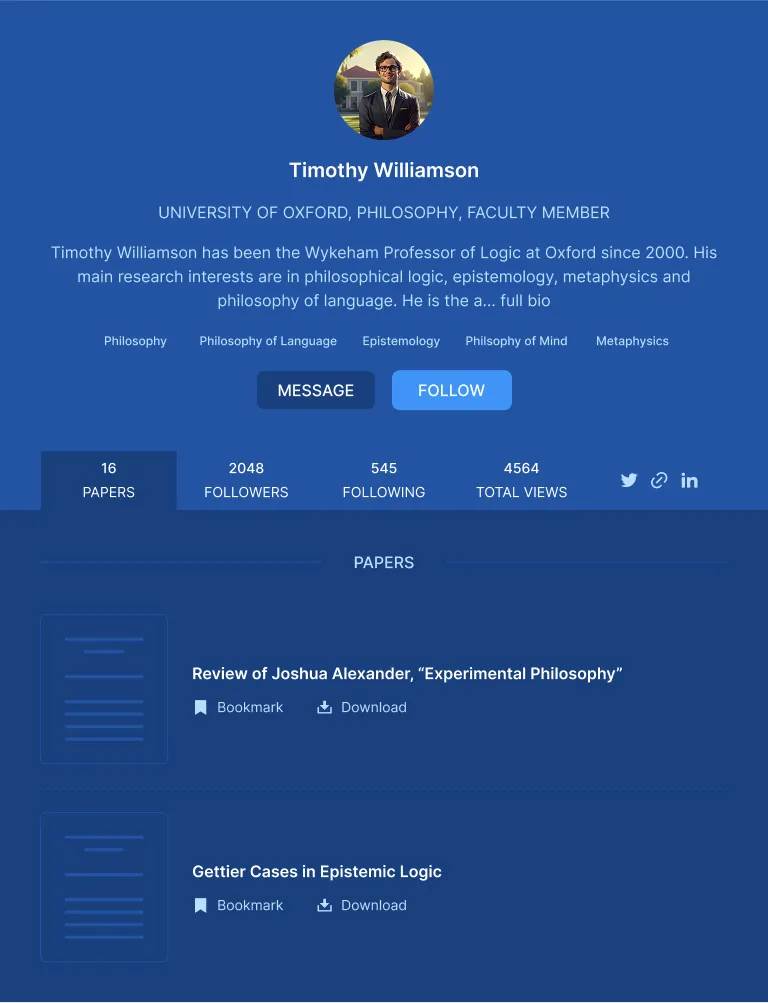 Timothy Williamson
UNIVERSITY OF OXFORD, PHILOSOPHY, FACULTY MEMBER
Timothy Williamson has been the Wykeham Professor of Logic at Oxford since 2000. His
main research interests are in philosophical logic, epistemology, metaphysics and
philosophy of language. He is the a... full bio
Philosophy Philosophy of Language Epistemology Philsophy of Mind Metaphysics
MESSAGE FOLLOW
16 2048 545 4564
PAPERS FOLLOWERS FOLLOWING TOTAL VIEWS
in
PAPERS
Review of Joshua Alexander, “Experimental Philosophy”
Bookmark Download
Gettier Cases in Epistemic Logic
Bookmark Download